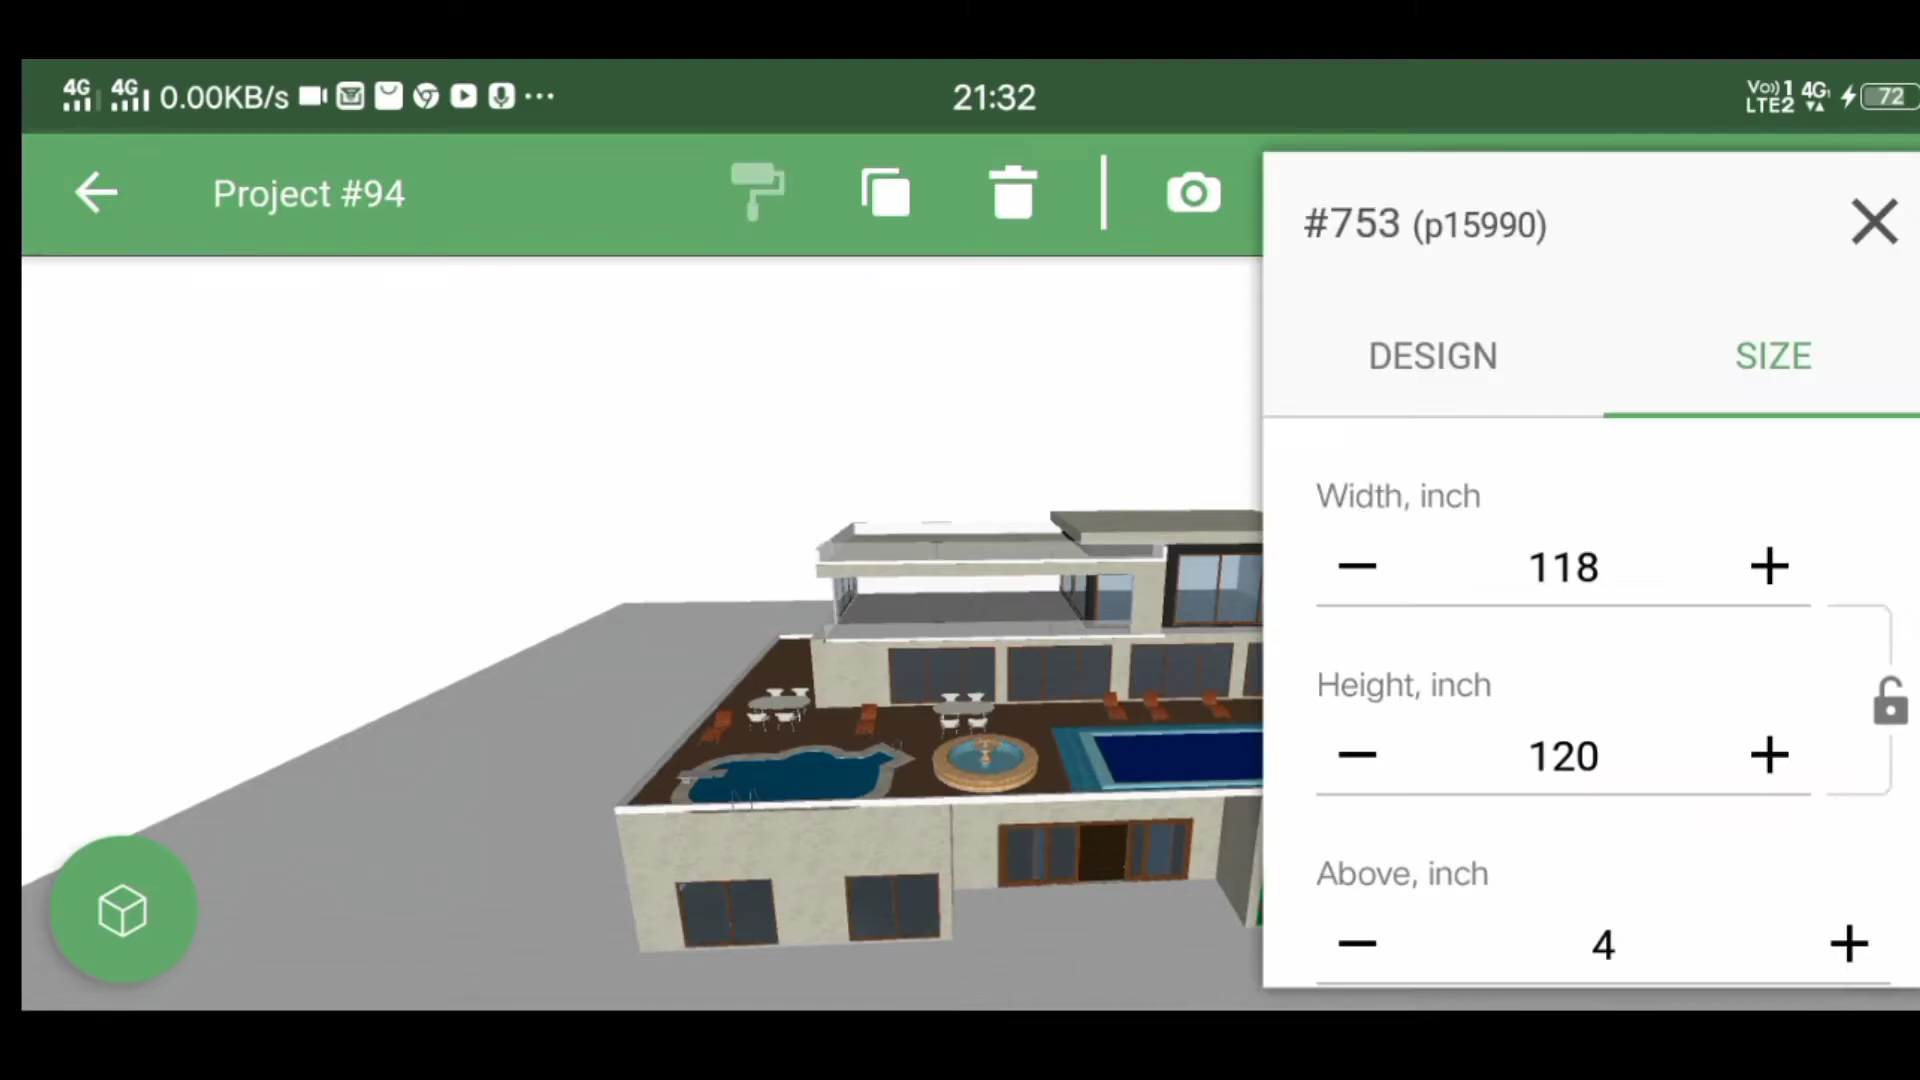 4G 4G 0.00KB/s
21:32
Vo)) 1 4G
LTE2
72
Project #94
#753 (p15990)
DESIGN SIZE
Width, inch
118
Height, inch
120
Above, inch
4